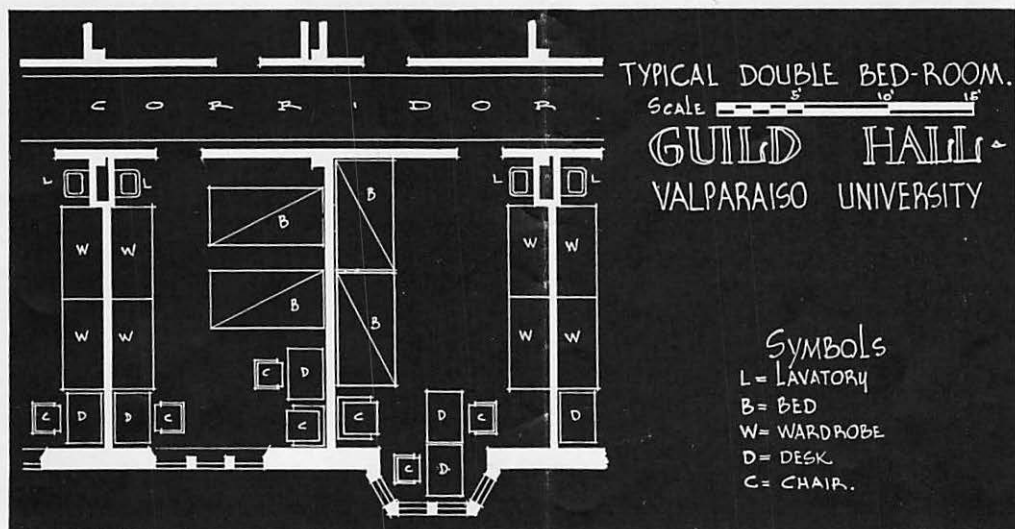 CORRIDOR
TYPICAL DOUBLE BED-ROOM.
Scale 5' 10' 15'
GUILD HALL
VALPARAISO UNIVERSITY
L L L L
B B
W W W W
B B
W W W W
C D
C D D C C C D C D
C D
SYMBOLS
L = LAVATORY
B = BED
W = WARDROBE
D = DESK
C = CHAIR.